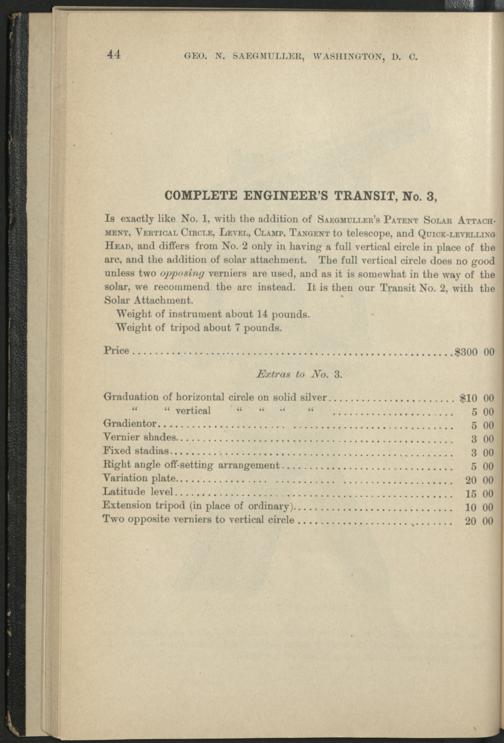 44
GEO. N. SAEGMULLER, WASHINGTON, D. C.
COMPLETE ENGINEER'S TRANSIT, No. 3,
Is exactly like No. 1, with the addition of Saegmuller's Patent Solar Attach-
ment, Vertical Circle, Level, Clamp, Tangent to telescope, and Quick-levelling
Head, and differs from No. 2 only in having a full vertical circle in place of the
arc, and the addition of solar attachment. The full vertical circle does no good
unless two opposing verniers are used, and as it is somewhat in the way of the
solar, we recommend the arc instead. It is then our Transit No. 2, with the
Solar Attachment.
Weight of instrument about 14 pounds.
Weight of tripod about 7 pounds.
Price ........................................................ $300 00
Extras to No. 3.
Graduation of horizontal circle on solid silver...................... $10 00
“ “ vertical “ “ “ “ ..................... 5 00
Gradientor.................................................... 5 00
Vernier shades................................................ 3 00
Fixed stadias................................................. 3 00
Right angle off-setting arrangement............................. 5 00
Variation plate................................................ 20 00
Latitude level................................................. 15 00
Extension tripod (in place of ordinary)........................... 10 00
Two opposite verniers to vertical circle ........................... 20 00